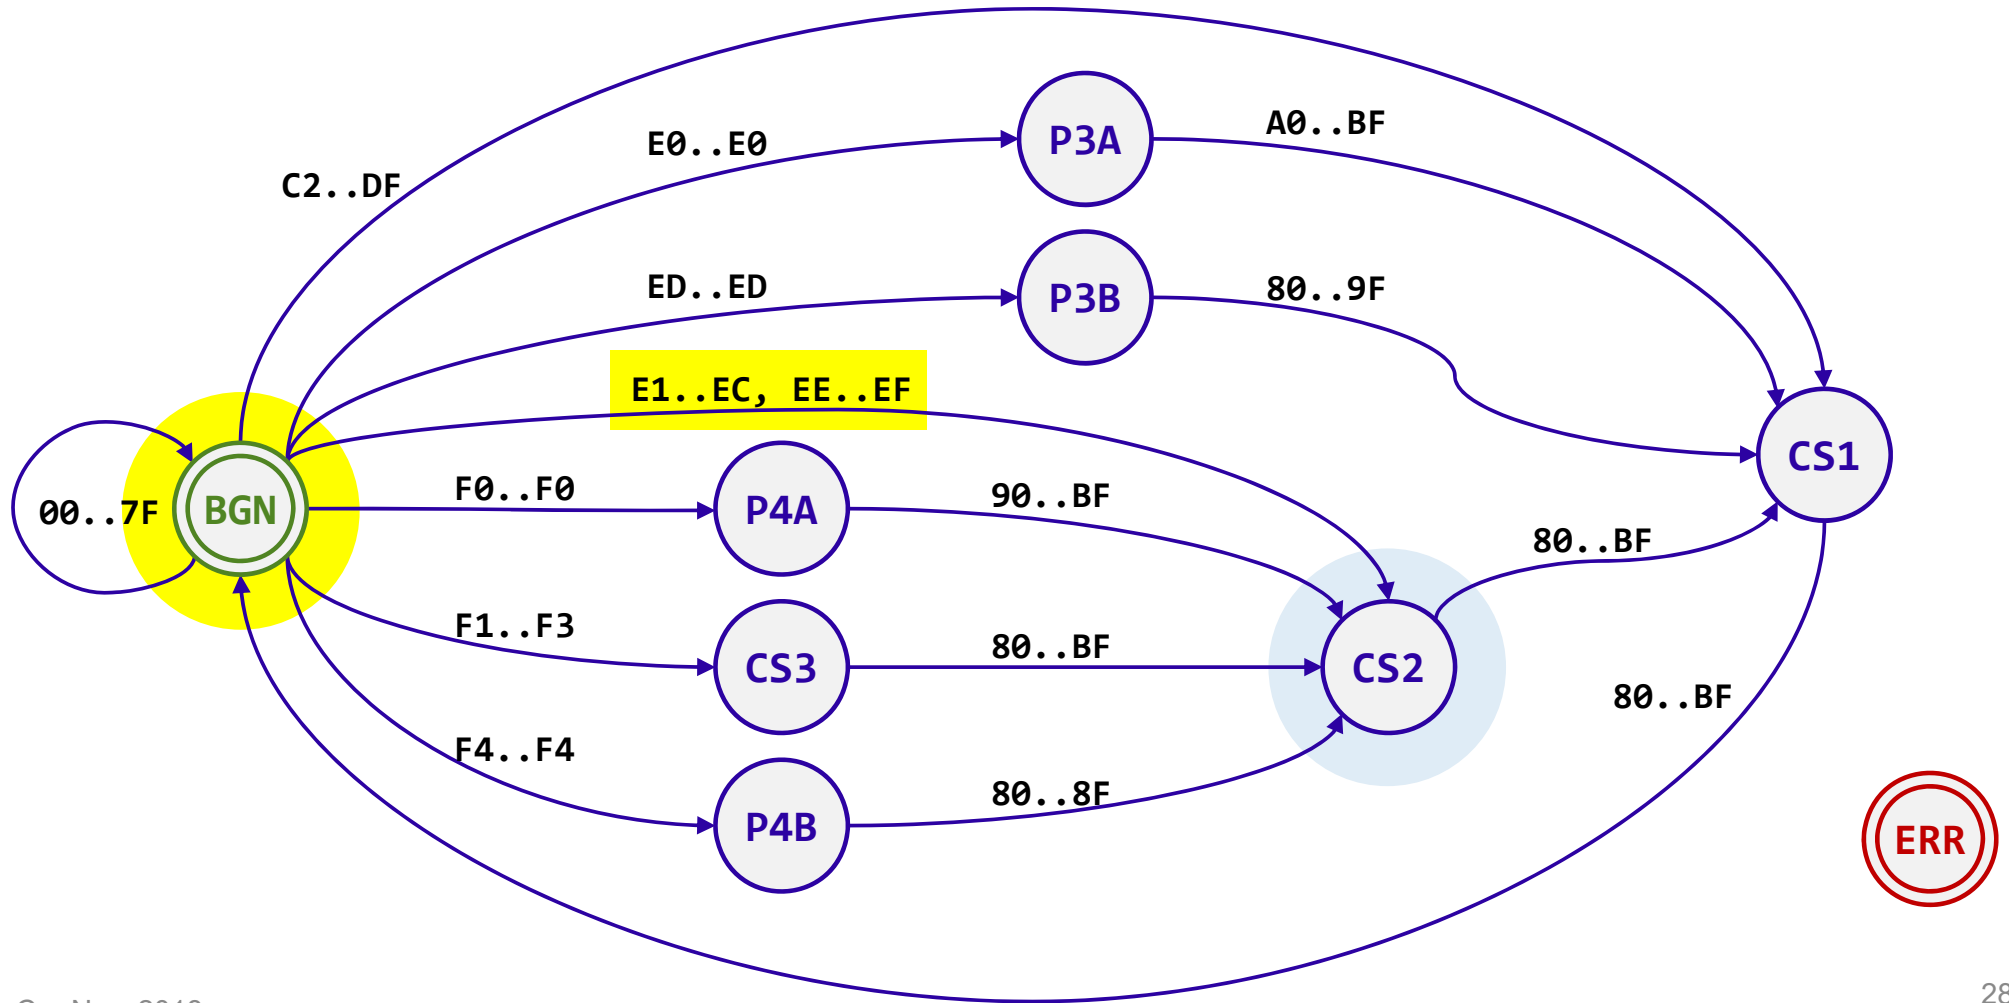 P3A
A0..BF
E0..E0
C2..DF
ED..ED
P3B
80..9F
E1..EC, EE..EF
CS1
00..7F
BGN
F0..F0
P4A
90..BF
80..BF
F1..F3
CS3
80..BF
CS2
80..BF
F4..F4
P4B
80..8F
ERR
28